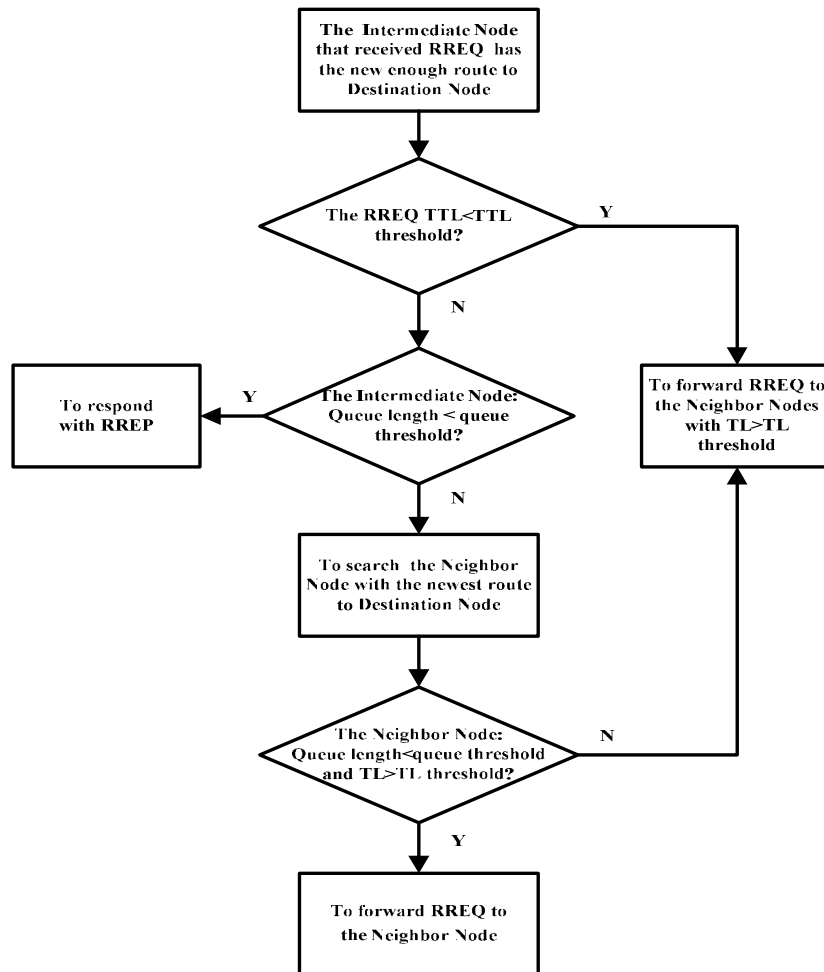 The Intermediate Node
that received RREQ has
the new enough route to
Destination Node
The RREQ TTL<TTL
threshold?
Y
N
The Intermediate Node:
Queue length < queue
threshold?
Y
To respond
with RREP
To forward RREQ to
the Neighbor Nodes
with TL>TL
threshold
N
To search the Neighbor
Node with the newest route
to Destination Node
The Neighbor Node:
Queue length<queue threshold
and TL>TL threshold?
N
Y
To forward RREQ to
the Neighbor Node